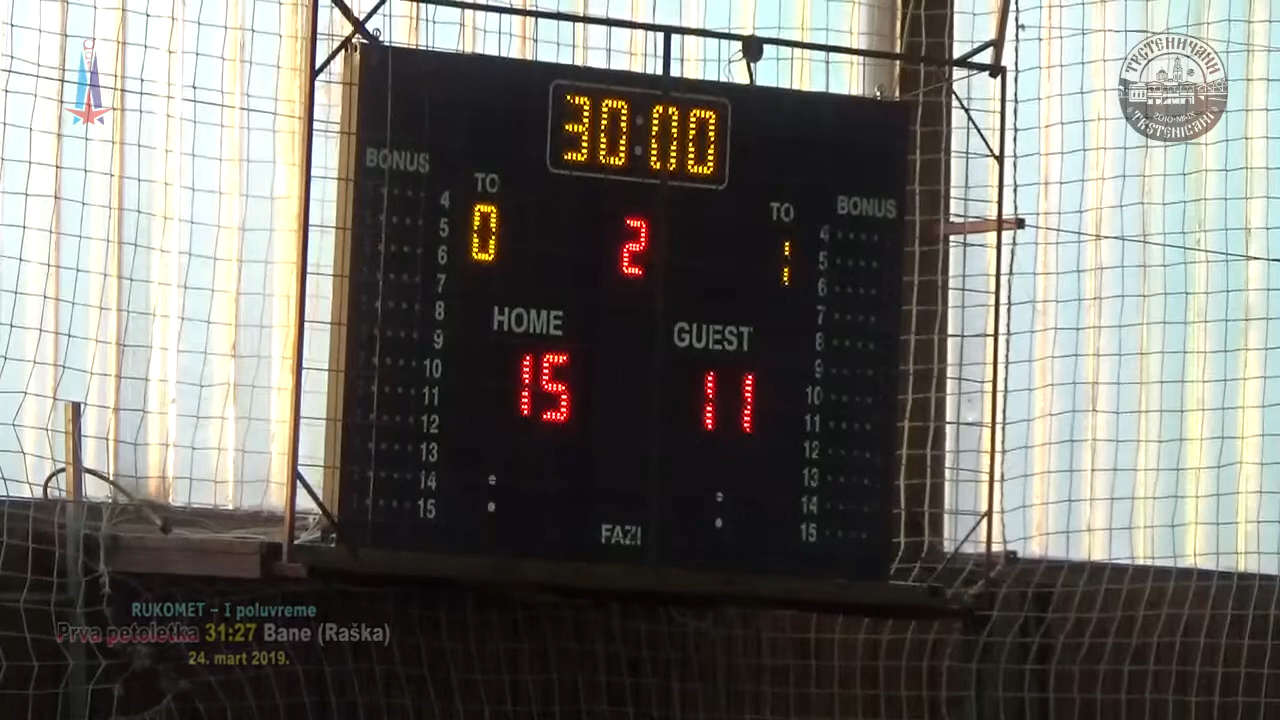 ТРСТЕНИЧАНИ
TRSTENIČANI
30:00
BONUS
TO
TO
BONUS
0
2
1
4
5
6
7
8
9
10
11
12
13
14
15
4
5
6
7
8
9
10
11
12
13
14
15
HOME
GUEST
15
11
FAZI
RUKOMET – I poluvreme
Prva petoletka 31:27 Bane (Raška)
24. mart 2019.